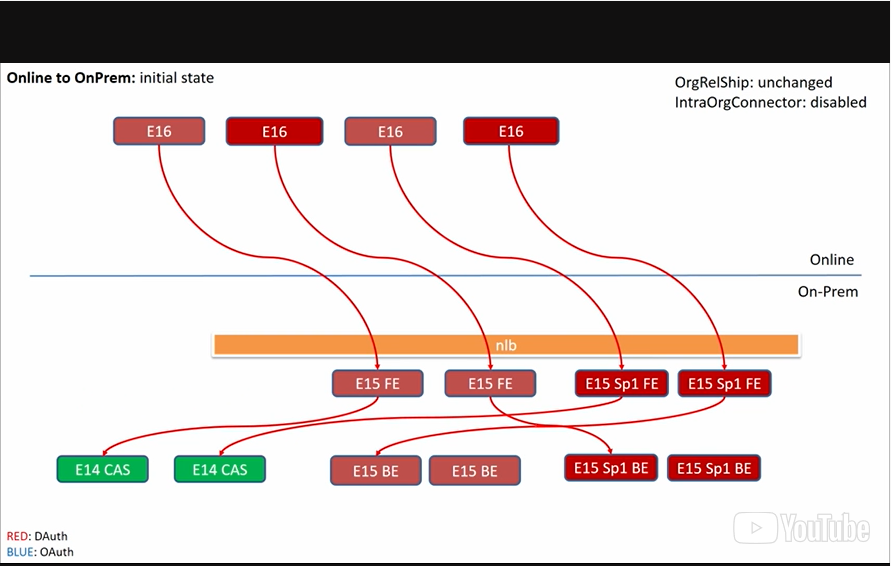 Online to OnPrem: initial state
OrgRelShip: unchanged
IntraOrgConnector: disabled
E16 E16 E16 E16
Online
On-Prem
nlb
E15 FE E15 FE E15 Sp1 FE E15 Sp1 FE
E14 CAS E14 CAS E15 BE E15 BE E15 Sp1 BE E15 Sp1 BE
YouTube
RED: DAuth
BLUE: OAuth